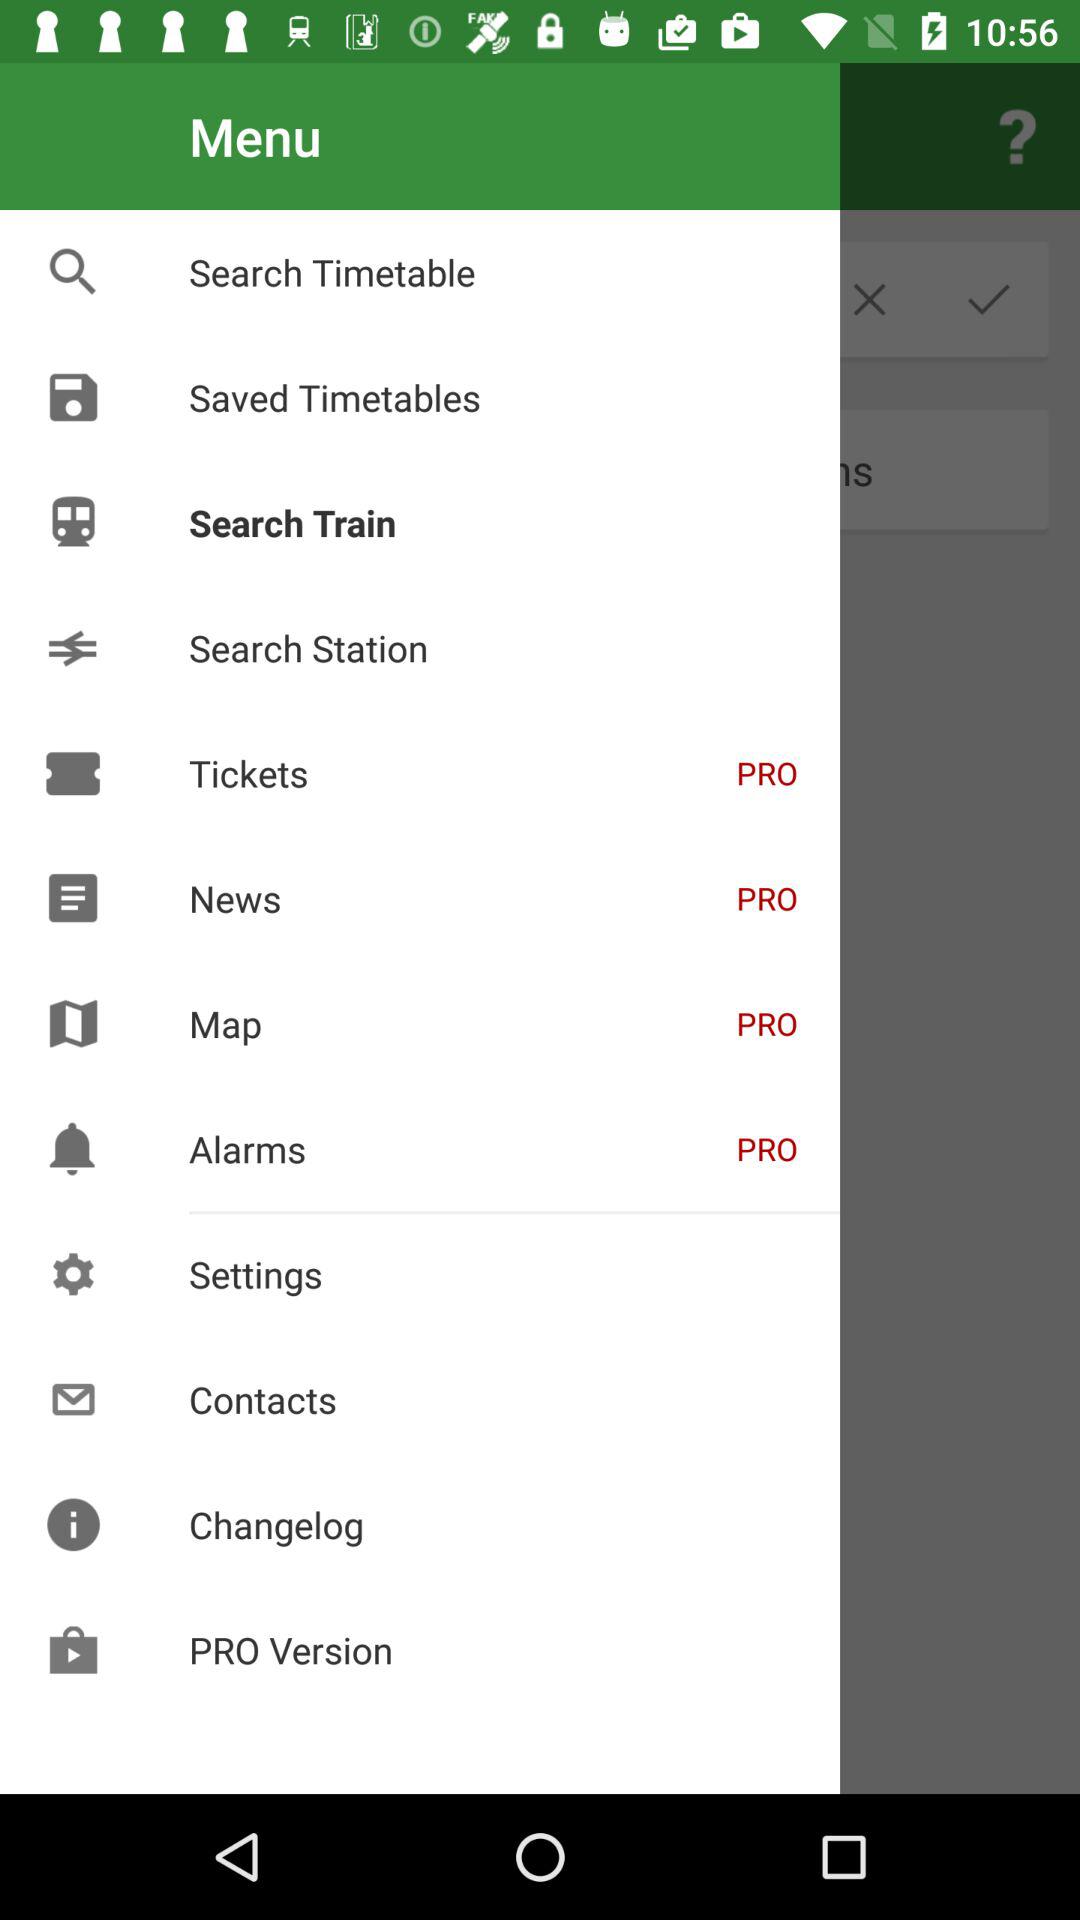 FAKE
10:56
Menu
?
Search Timetable
Saved Timetables
ns
Search Train
Search Station
Tickets PRO
News PRO
Map PRO
Alarms PRO
Settings
Contacts
Changelog
PRO Version